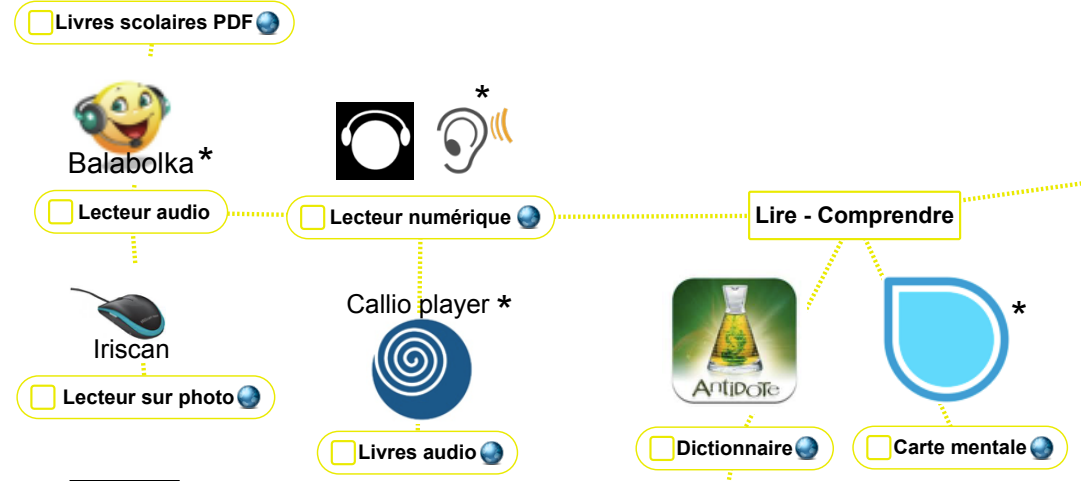 Livres scolaires PDF
*
Balabolka *
Lecteur audio
Lecteur numérique
Lire - Comprendre
Callio player *
*
Iriscan
AntiDoTe
Lecteur sur photo
Livres audio
Dictionnaire
Carte mentale